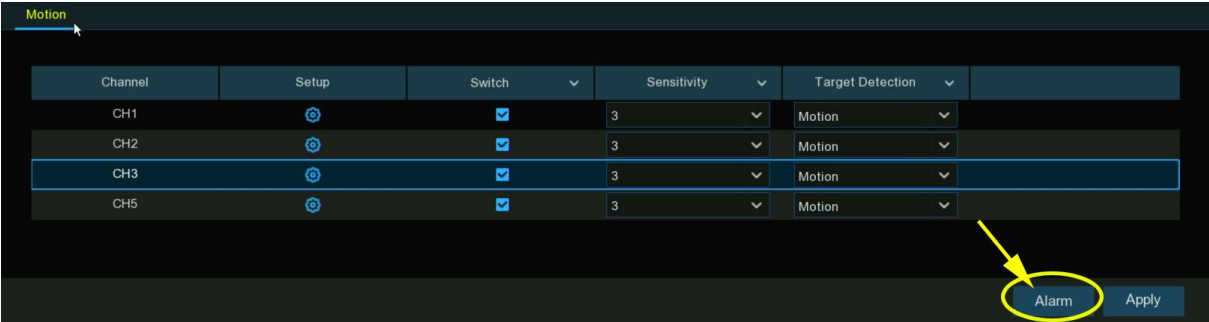 Motion
Channel Setup Switch Sensitivity Target Detection
CH1 3 Motion
CH2 3 Motion
CH3 3 Motion
CH5 3 Motion
Alarm Apply